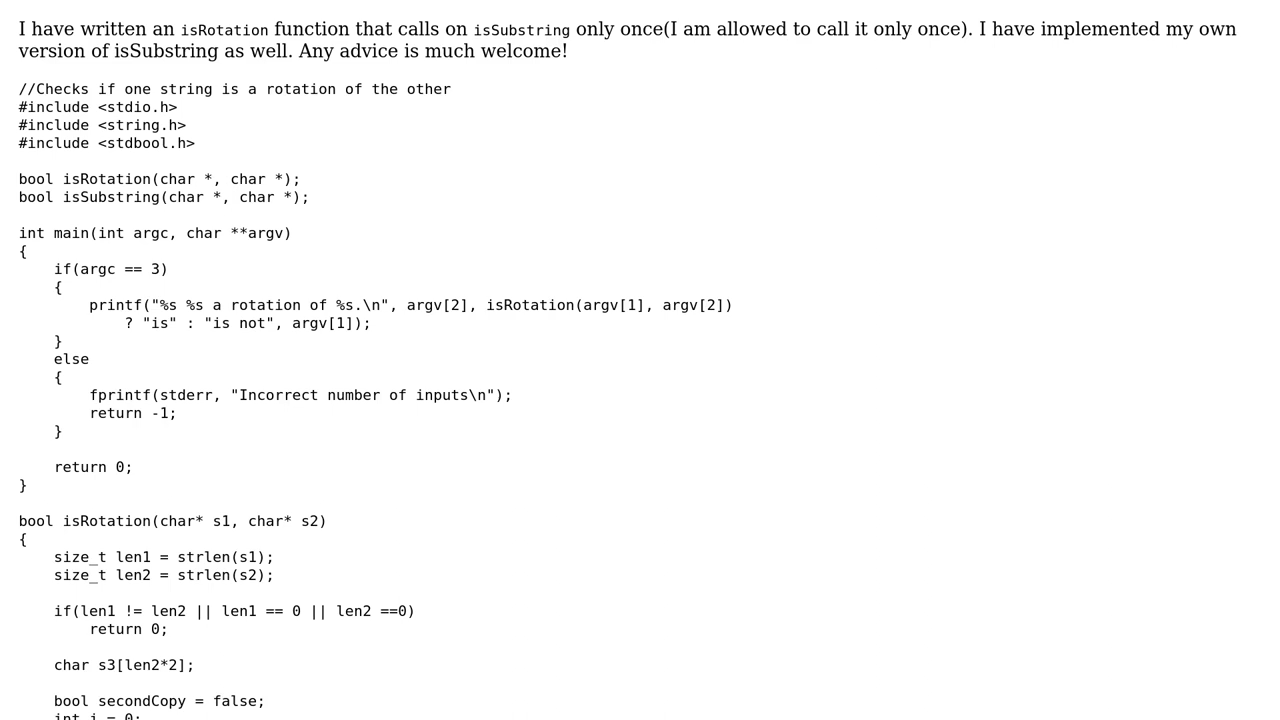 I have written an isRotation function that calls on isSubstring only once(I am allowed to call it only once). I have implemented my own
version of isSubstring as well. Any advice is much welcome!
//Checks if one string is a rotation of the other
#include <stdio.h>
#include <string.h>
#include <stdbool.h>
bool isRotation(char *, char *);
bool isSubstring(char *, char *);
int main(int argc, char **argv)
{
    if(argc == 3)
    {
        printf("%s %s a rotation of %s.\n", argv[2], isRotation(argv[1], argv[2])
            ? "is" : "is not", argv[1]);
    }
    else
    {
        fprintf(stderr, "Incorrect number of inputs\n");
        return -1;
    }
    return 0;
}
bool isRotation(char* s1, char* s2)
{
    size_t len1 = strlen(s1);
    size_t len2 = strlen(s2);
    if(len1 != len2 || len1 == 0 || len2 ==0)
        return 0;
    char s3[len2*2];
    bool secondCopy = false;
    int i = 0;